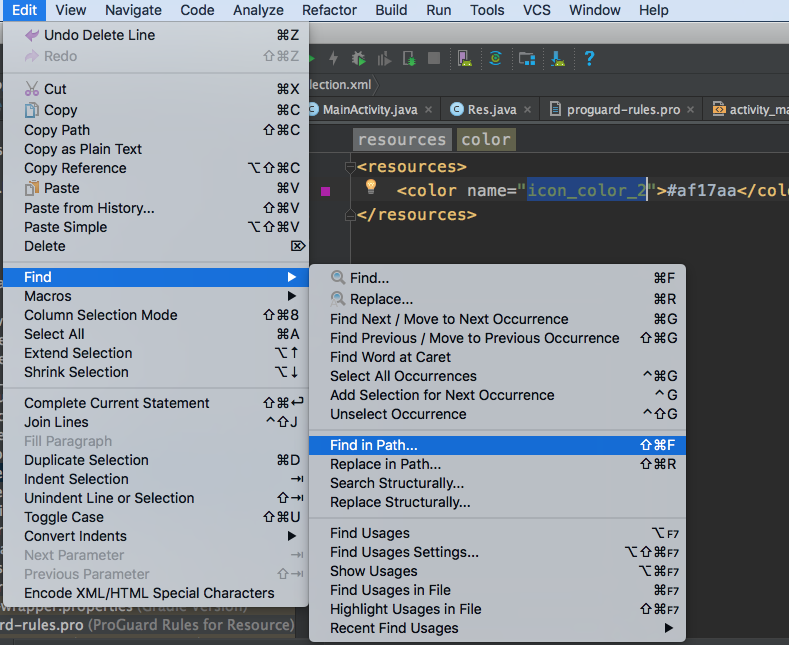 Edit View Navigate Code Analyze Refactor Build Run Tools VCS Window Help
Undo Delete Line ⌘Z
Redo ⇧⌘Z
Cut ⌘X
Copy ⌘C
Copy Path ⇧⌘C
Copy as Plain Text
Copy Reference ⌥⇧⌘C
Paste ⌘V
Paste from History... ⇧⌘V
Paste Simple ⌥⇧⌘V
Delete ⌦
Find ▶
Macros ▶
Column Selection Mode ⇧⌘8
Select All ⌘A
Extend Selection ⌥↑
Shrink Selection ⌥↓
Complete Current Statement ⇧⌘↩
Join Lines ^⇧J
Fill Paragraph
Duplicate Selection ⌘D
Indent Selection ⇥
Unindent Line or Selection ⇧⇥
Toggle Case ⇧⌘U
Convert Indents ▶
Next Parameter ⇥
Previous Parameter ⇧⇥
Encode XML/HTML Special Characters
wrapper.properties (Gradle Version)
rd-rules.pro (ProGuard Rules for Resource)
lection.xml
MainActivity.java × Res.java × proguard-rules.pro × activity_ma
resources color
<resources>
<color name="icon_color_2">#af17aa</colo
</resources>
Find... ⌘F
Replace... ⌘R
Find Next / Move to Next Occurrence ⌘G
Find Previous / Move to Previous Occurrence ⇧⌘G
Find Word at Caret
Select All Occurrences ^⌘G
Add Selection for Next Occurrence ^G
Unselect Occurrence ^⇧G
Find in Path... ⇧⌘F
Replace in Path... ⇧⌘R
Search Structurally...
Replace Structurally...
Find Usages ⌥F7
Find Usages Settings... ⌥⇧⌘F7
Show Usages ⌥⌘F7
Find Usages in File ⌘F7
Highlight Usages in File ⇧⌘F7
Recent Find Usages ▶